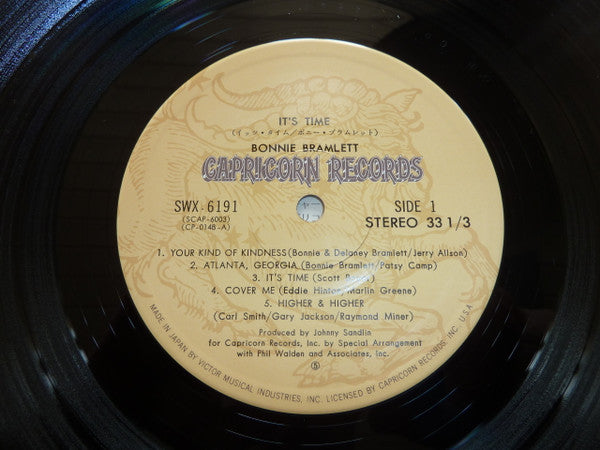 IT'S TIME
(イッツ・タイム/ボニー・ブラムレット)
BONNIE BRAMLETT
CAPRICORN RECORDS
SWX-6191
(SCAP-6003)
(CP-0148-A)
SIDE 1
STEREO 33 1/3
1. YOUR KIND OF KINDNESS (Bonnie & Delaney Bramlett/Jerry Allson)
2. ATLANTA, GEORGIA (Bonnie Bramlett/Patsy Camp)
3. IT'S TIME (Scott
4. COVER ME (Eddie Hinton/Marlin Greene)
5. HIGHER & HIGHER
(Carl Smith/Gary Jackson/Raymond Miner)
Produced by Johnny Sandlin
for Capricorn Records, Inc. by Special Arrangement
with Phil Walden and Associates, Inc.
⑤
MADE IN JAPAN BY VICTOR MUSICAL INDUSTRIES, INC. LICENSED BY CAPRICORN RECORDS INC. U.S.A.